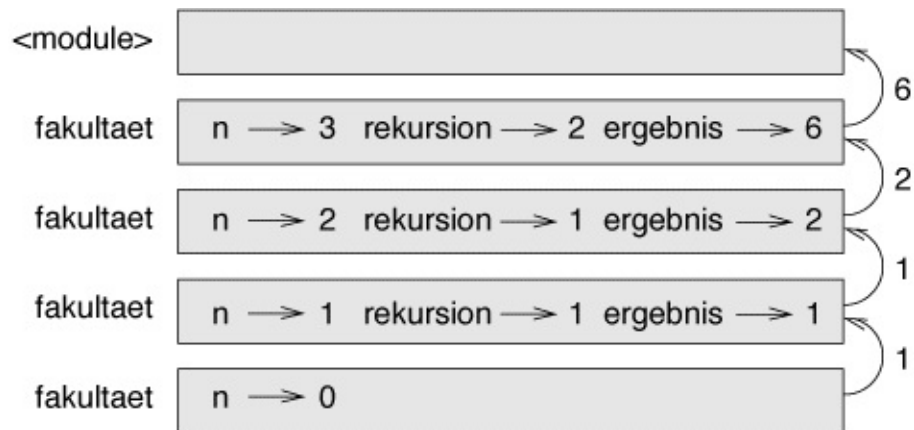 <module>
6
fakultaet n → 3 rekursion → 2 ergebnis → 6
2
fakultaet n → 2 rekursion → 1 ergebnis → 2
1
fakultaet n → 1 rekursion → 1 ergebnis → 1
1
fakultaet n → 0